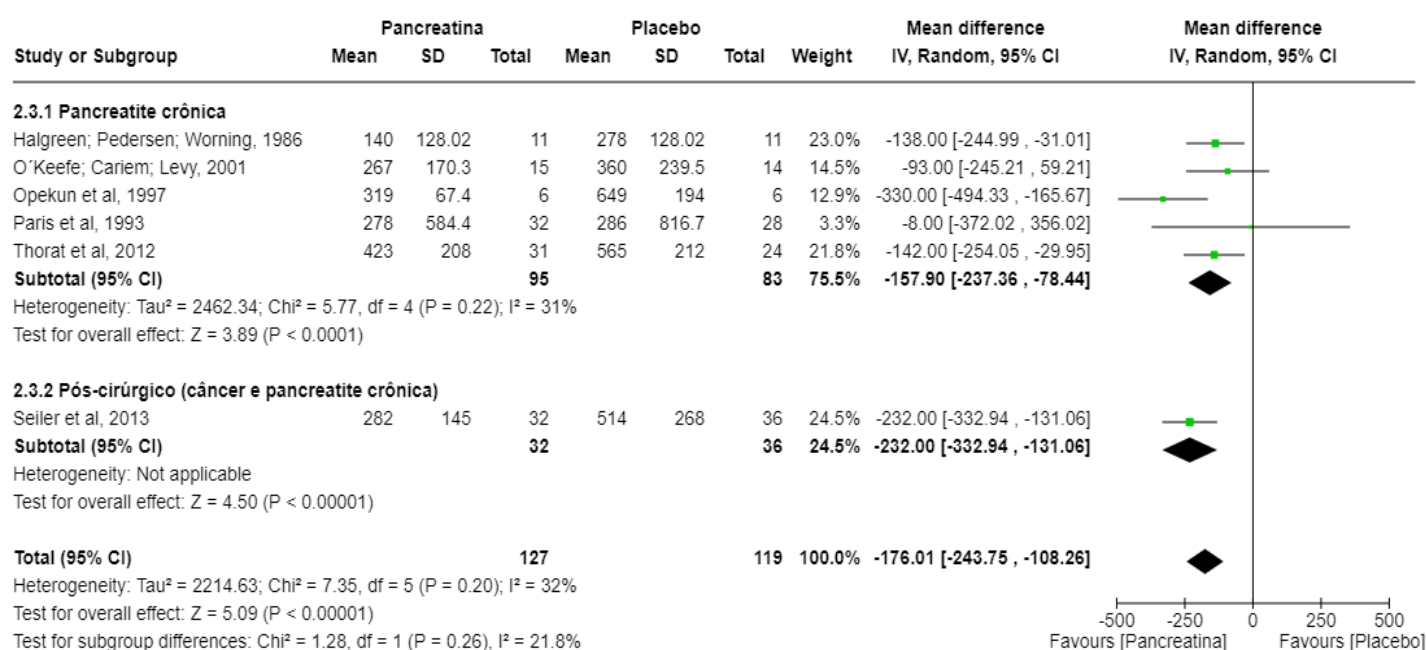 Pancreatina Placebo Mean difference Mean difference
Study or Subgroup Mean SD Total Mean SD Total Weight IV, Random, 95% CI IV, Random, 95% CI
2.3.1 Pancreatite crônica
Halgreen; Pedersen; Worning, 1986 140 128.02 11 278 128.02 11 23.0% -138.00 [-244.99 , -31.01]
O´Keefe; Cariem; Levy, 2001 267 170.3 15 360 239.5 14 14.5% -93.00 [-245.21 , 59.21]
Opekun et al, 1997 319 67.4 6 649 194 6 12.9% -330.00 [-494.33 , -165.67]
Paris et al, 1993 278 584.4 32 286 816.7 28 3.3% -8.00 [-372.02 , 356.02]
Thorat et al, 2012 423 208 31 565 212 24 21.8% -142.00 [-254.05 , -29.95]
Subtotal (95% CI) 95 83 75.5% -157.90 [-237.36 , -78.44]
Heterogeneity: Tau² = 2462.34; Chi² = 5.77, df = 4 (P = 0.22); I² = 31%
Test for overall effect: Z = 3.89 (P < 0.0001)
2.3.2 Pós-cirúrgico (câncer e pancreatite crônica)
Seiler et al, 2013 282 145 32 514 268 36 24.5% -232.00 [-332.94 , -131.06]
Subtotal (95% CI) 32 36 24.5% -232.00 [-332.94 , -131.06]
Heterogeneity: Not applicable
Test for overall effect: Z = 4.50 (P < 0.00001)
Total (95% CI) 127 119 100.0% -176.01 [-243.75 , -108.26]
Heterogeneity: Tau² = 2214.63; Chi² = 7.35, df = 5 (P = 0.20); I² = 32%
Test for overall effect: Z = 5.09 (P < 0.00001)
Test for subgroup differences: Chi² = 1.28, df = 1 (P = 0.26), I² = 21.8%
-500 -250 0 250 500
Favours [Pancreatina] Favours [Placebo]